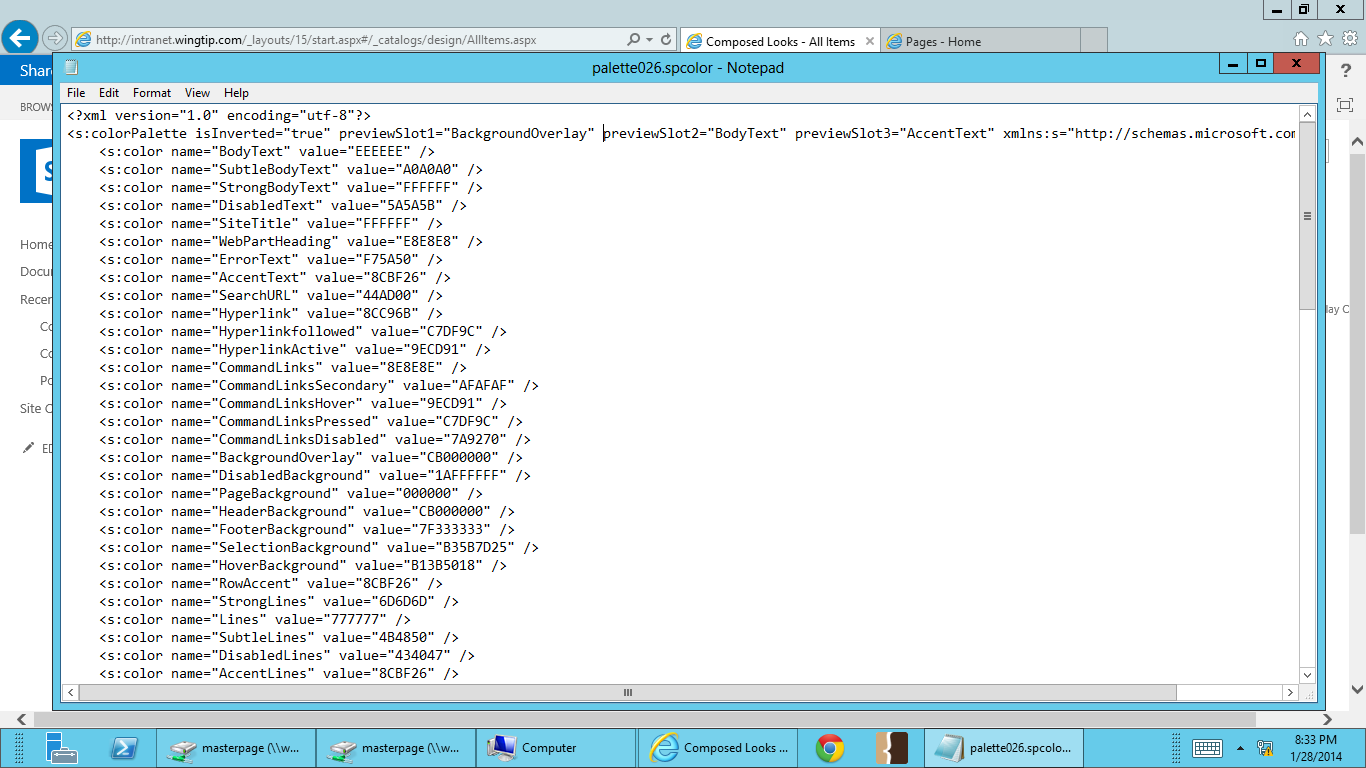 http://intranet.wingtip.com/_layouts/15/start.aspx#/_catalogs/design/AllItems.aspx
Composed Looks - All Items
Pages - Home
palette026.spcolor - Notepad
Shar
File Edit Format View Help
BROWS
<?xml version="1.0" encoding="utf-8"?>
<s:colorPalette isInverted="true" previewSlot1="BackgroundOverlay" previewSlot2="BodyText" previewSlot3="AccentText" xmlns:s="http://schemas.microsoft.com
<s:color name="BodyText" value="EEEEEE" />
<s:color name="SubtleBodyText" value="A0A0A0" />
<s:color name="StrongBodyText" value="FFFFFF" />
<s:color name="DisabledText" value="5A5A5B" />
<s:color name="SiteTitle" value="FFFFFF" />
<s:color name="WebPartHeading" value="E8E8E8" />
<s:color name="ErrorText" value="F75A50" />
<s:color name="AccentText" value="8CBF26" />
<s:color name="SearchURL" value="44AD00" />
<s:color name="Hyperlink" value="8CC96B" />
<s:color name="Hyperlinkfollowed" value="C7DF9C" />
<s:color name="HyperlinkActive" value="9ECD91" />
<s:color name="CommandLinks" value="8E8E8E" />
<s:color name="CommandLinksSecondary" value="AFAFAF" />
<s:color name="CommandLinksHover" value="9ECD91" />
<s:color name="CommandLinksPressed" value="C7DF9C" />
<s:color name="CommandLinksDisabled" value="7A9270" />
<s:color name="BackgroundOverlay" value="CB000000" />
<s:color name="DisabledBackground" value="1AFFFFFF" />
<s:color name="PageBackground" value="000000" />
<s:color name="HeaderBackground" value="CB000000" />
<s:color name="FooterBackground" value="7F333333" />
<s:color name="SelectionBackground" value="B35B7D25" />
<s:color name="HoverBackground" value="B13B5018" />
<s:color name="RowAccent" value="8CBF26" />
<s:color name="StrongLines" value="6D6D6D" />
<s:color name="Lines" value="777777" />
<s:color name="SubtleLines" value="4B4850" />
<s:color name="DisabledLines" value="434047" />
<s:color name="AccentLines" value="8CBF26" />
Home
Docu
Recen
Co
Co
Po
Site C
ED
lay C
masterpage (\\w...
masterpage (\\w...
Computer
Composed Looks ...
palette026.spcolo...
8:33 PM
1/28/2014